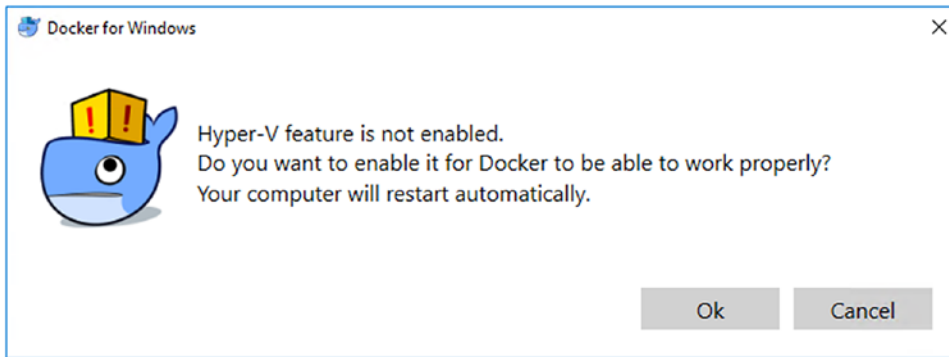 Docker for Windows
Hyper-V feature is not enabled.
Do you want to enable it for Docker to be able to work properly?
Your computer will restart automatically.
Ok Cancel